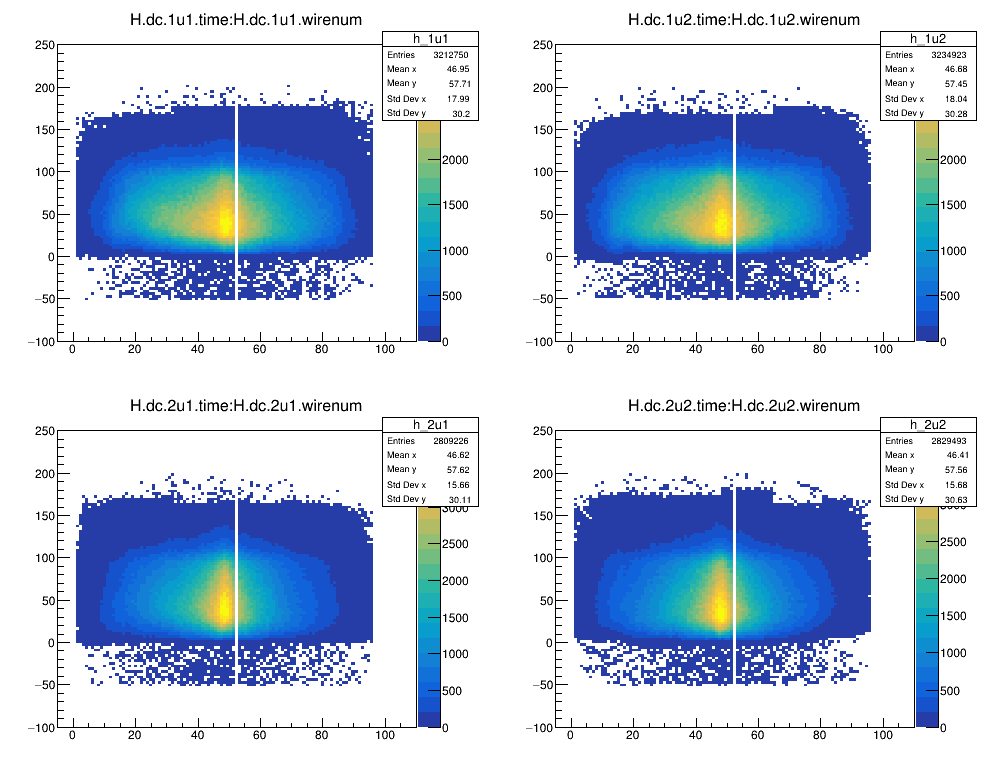 H.dc.1u1.time:H.dc.1u1.wirenum
h_1u1
Entries 3212750
Mean x 46.95
Mean y 57.71
Std Dev x 17.99
Std Dev y 30.2
250
200
150
100
50
0
−50
−100
0 20 40 60 80 100
2000
1500
1000
500
0
H.dc.1u2.time:H.dc.1u2.wirenum
h_1u2
Entries 3234923
Mean x 46.68
Mean y 57.45
Std Dev x 18.04
Std Dev y 30.28
250
200
150
100
50
0
−50
−100
0 20 40 60 80 100
2000
1500
1000
500
0
H.dc.2u1.time:H.dc.2u1.wirenum
h_2u1
Entries 2809226
Mean x 46.62
Mean y 57.62
Std Dev x 15.66
Std Dev y 30.11
250
200
150
100
50
0
−50
−100
0 20 40 60 80 100
3000
2500
2000
1500
1000
500
0
H.dc.2u2.time:H.dc.2u2.wirenum
h_2u2
Entries 2829493
Mean x 46.41
Mean y 57.56
Std Dev x 15.68
Std Dev y 30.63
250
200
150
100
50
0
−50
−100
0 20 40 60 80 100
2500
2000
1500
1000
500
0